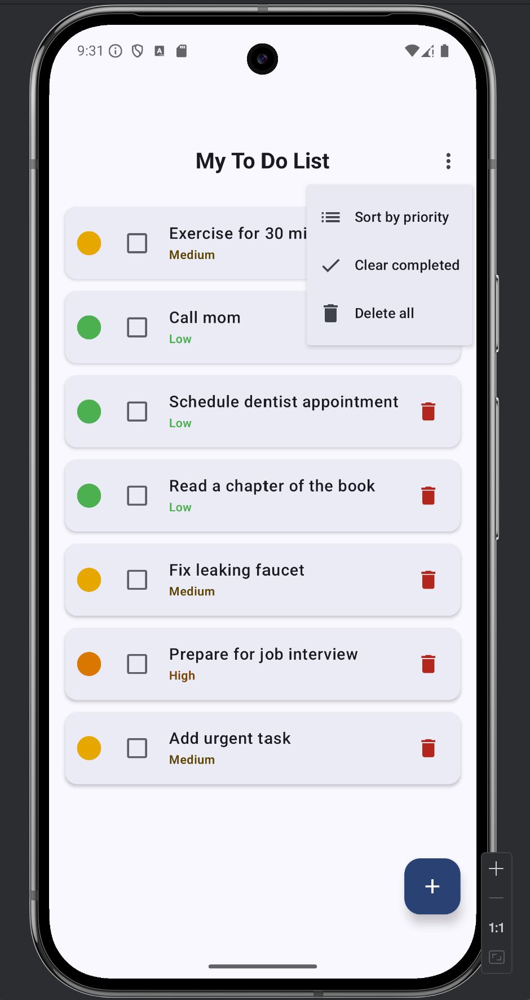 9:31
My To Do List
Sort by priority
Clear completed
Delete all
Exercise for 30 mi
Medium
Call mom
Low
Schedule dentist appointment
Low
Read a chapter of the book
Low
Fix leaking faucet
Medium
Prepare for job interview
High
Add urgent task
Medium
1:1